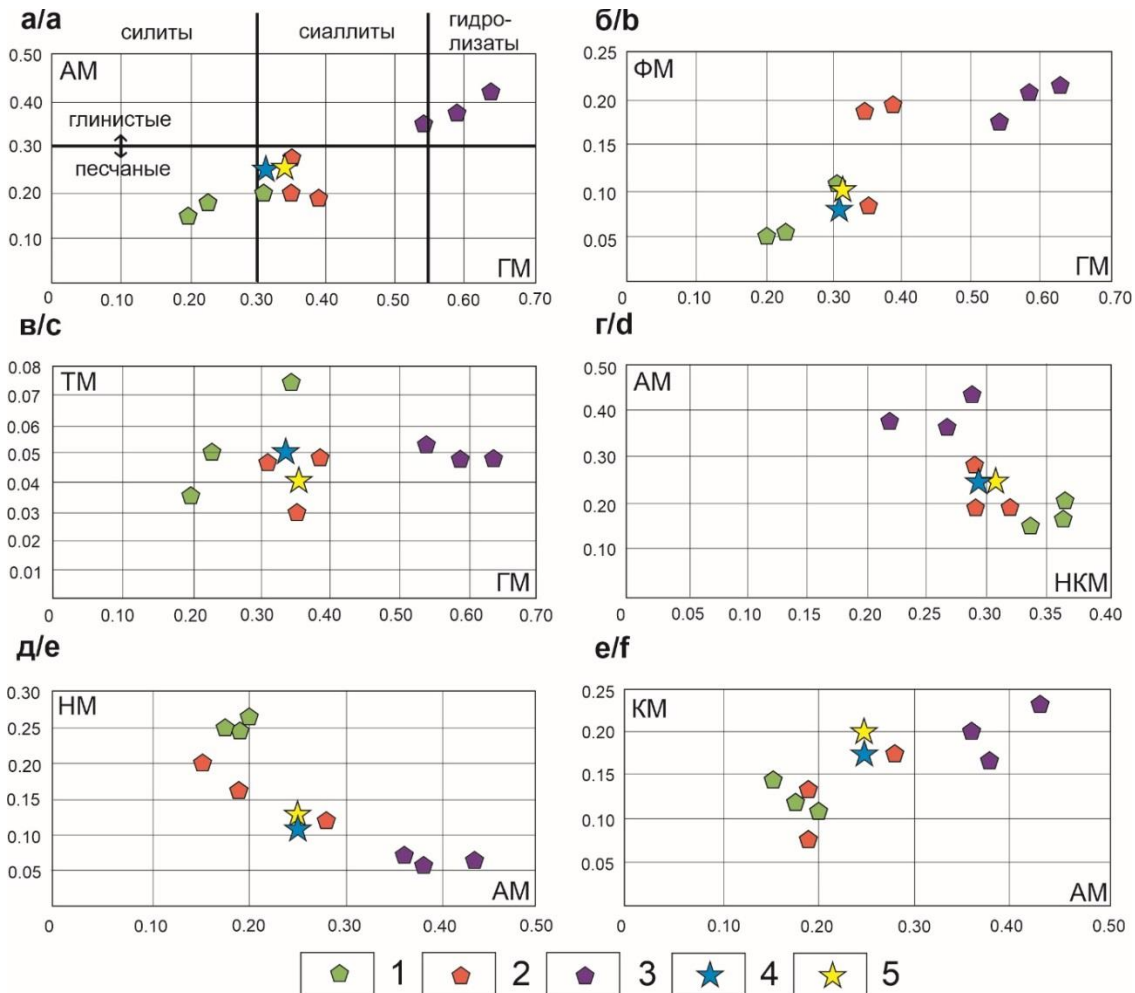 а/a
силиты
сиаллиты
гидро-
лизаты
АМ
глинистые
песчаные
0.50
0.40
0.30
0.20
0.10
ГМ
0 0.10 0.20 0.30 0.40 0.50 0.60 0.70
б/b
ФМ
0.25
0.20
0.15
0.10
0.05
ГМ
0 0.10 0.20 0.30 0.40 0.50 0.60 0.70
в/c
ТМ
0.08
0.07
0.06
0.05
0.04
0.03
0.02
0.01
ГМ
0 0.10 0.20 0.30 0.40 0.50 0.60 0.70
г/d
АМ
0.50
0.40
0.30
0.20
0.10
НКМ
0 0.05 0.10 0.15 0.20 0.25 0.30 0.35 0.40
д/e
НМ
0.30
0.25
0.20
0.15
0.10
0.05
АМ
0 0.10 0.20 0.30 0.40 0.50
е/f
КМ
0.25
0.20
0.15
0.10
0.05
АМ
0 0.10 0.20 0.30 0.40 0.50
1 2 3 4 5